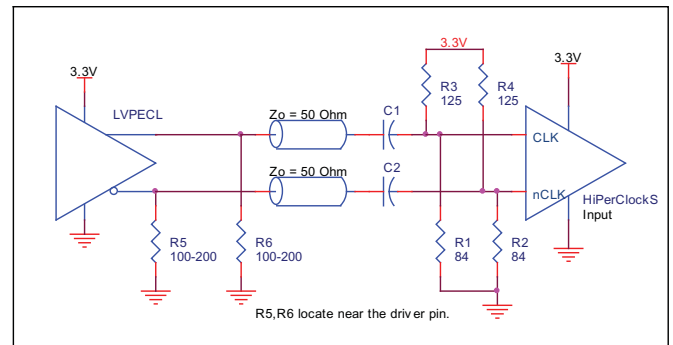 3.3V
3.3V
3.3V
LVPECL
R3
125
R4
125
Zo = 50 Ohm
C1
CLK
Zo = 50 Ohm
C2
nCLK
HiPerClockS
Input
R5
100-200
R6
100-200
R1
84
R2
84
R5,R6 locate near the driver pin.